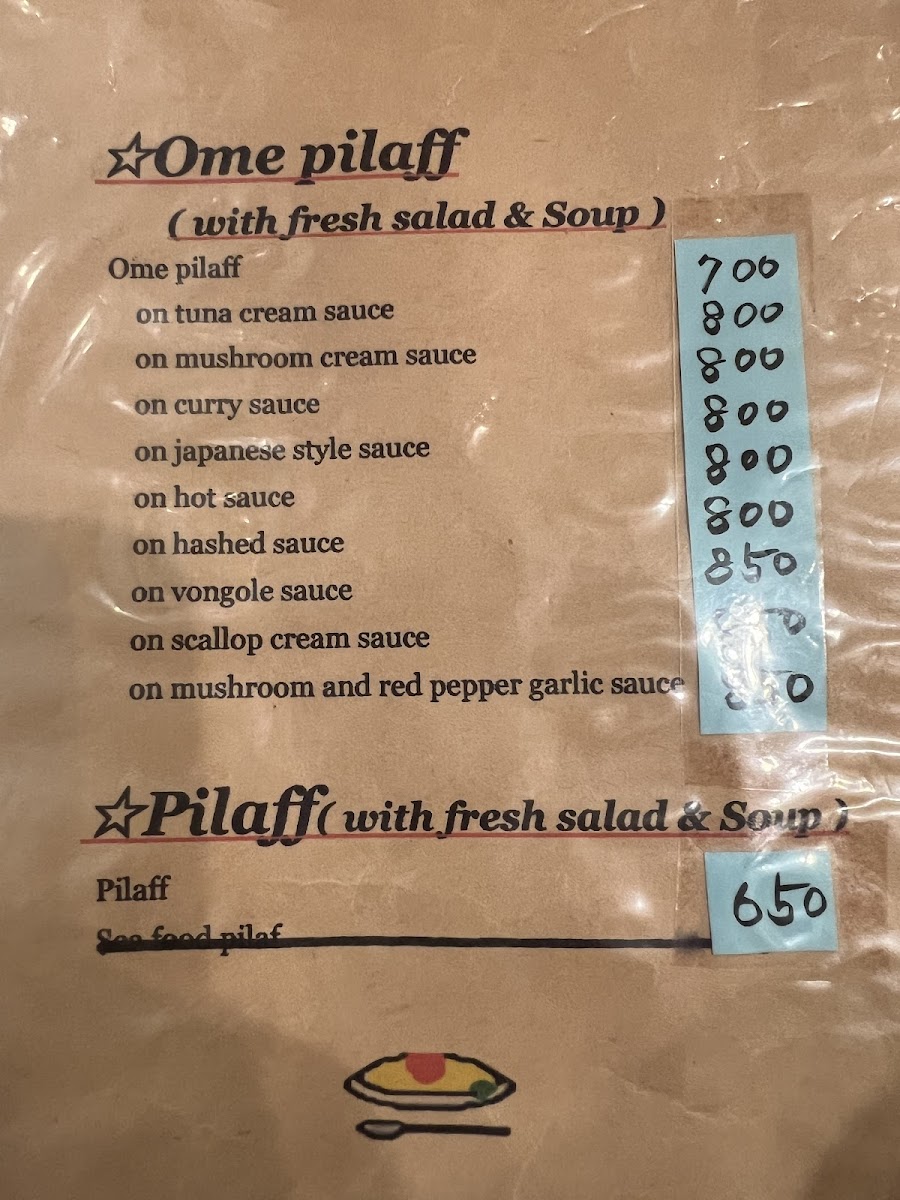 ☆Ome pilaff
( with fresh salad & Soup )
Ome pilaff 700
on tuna cream sauce 800
on mushroom cream sauce 800
on curry sauce 800
on japanese style sauce 800
on hot sauce 800
on hashed sauce 850
on vongole sauce
on scallop cream sauce
on mushroom and red pepper garlic sauce
☆Pilaff( with fresh salad & Soup )
Pilaff 650
Sea food pilaf